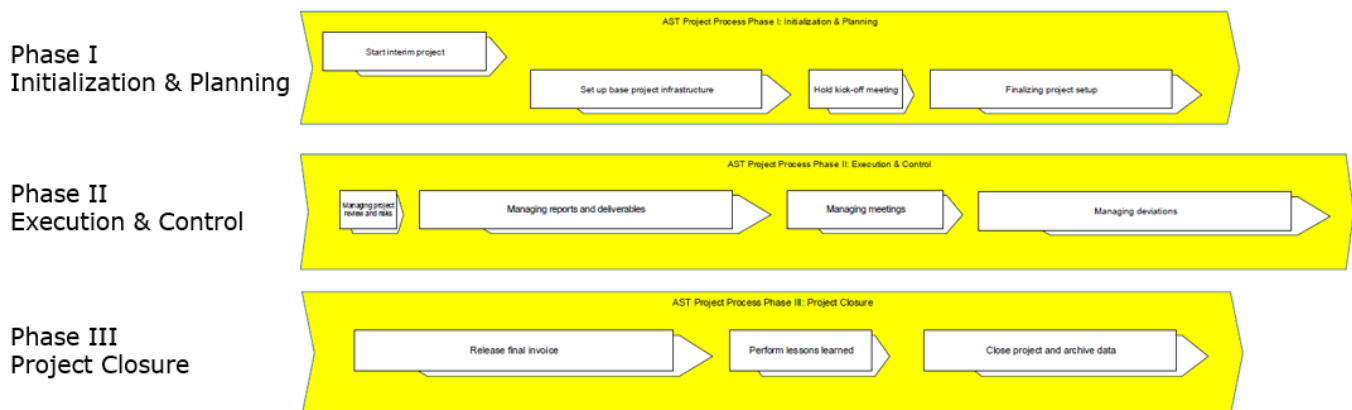 Phase I
Initialization & Planning
AST Project Process Phase I: Initialization & Planning
Start interim project
Set up base project infrastructure
Hold kick-off meeting
Finalizing project setup
Phase II
Execution & Control
AST Project Process Phase II: Execution & Control
Managing project
review and risks
Managing reports and deliverables
Managing meetings
Managing deviations
Phase III
Project Closure
AST Project Process Phase III: Project Closure
Release final invoice
Perform lessons learned
Close project and archive data